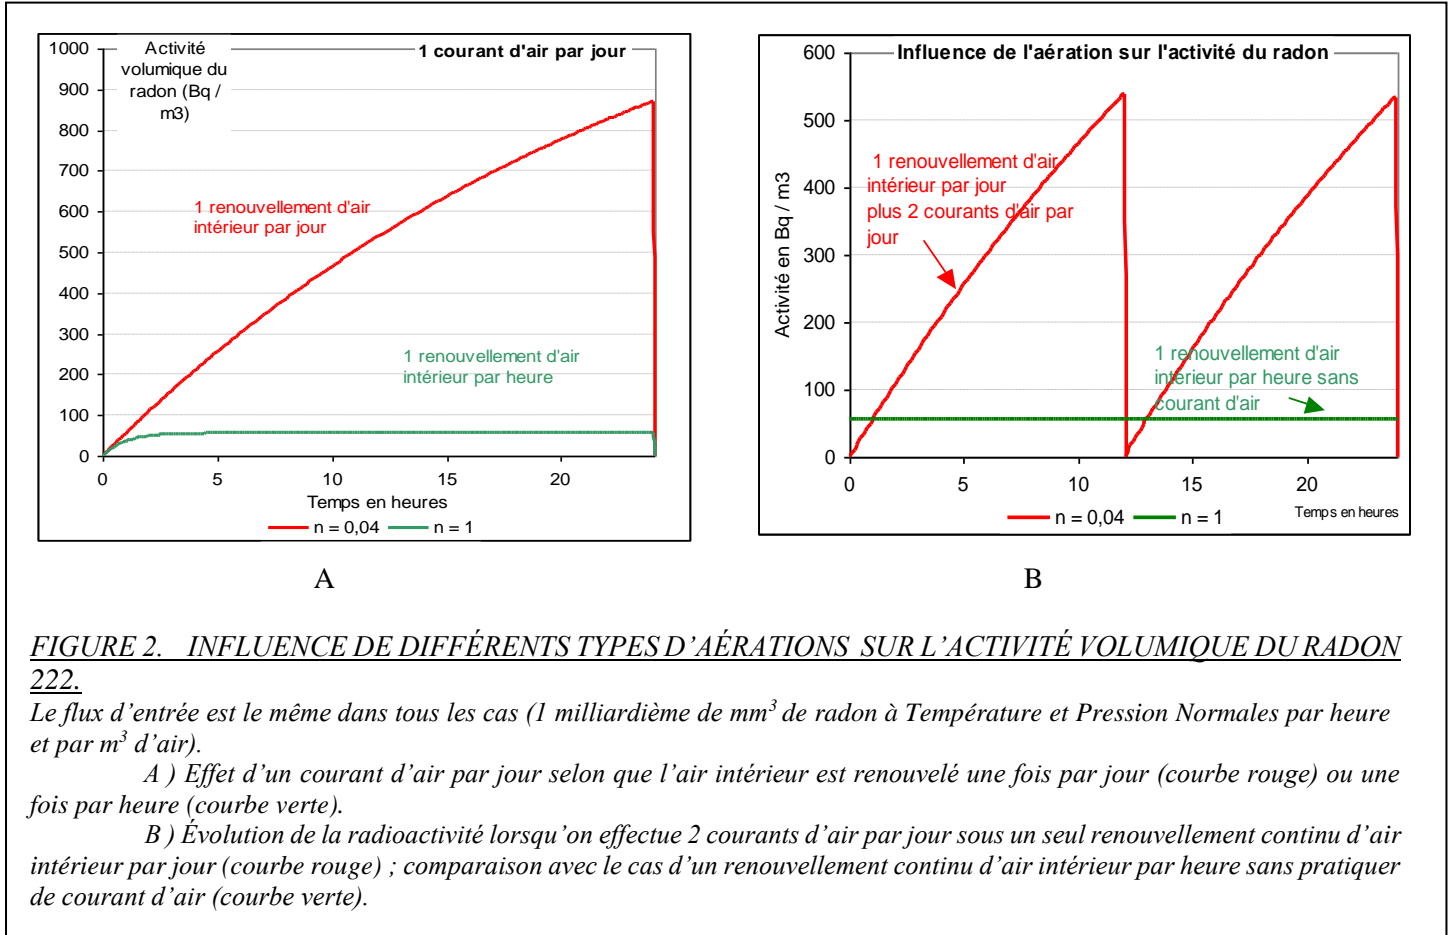 1 courant d'air par jour
Activité
volumique du
radon (Bq /
m3)
1000
900
800
700
600
500
400
300
200
100
0
1 renouvellement d'air
intérieur par jour
1 renouvellement d'air
intérieur par heure
0 5 10 15 20
Temps en heures
n = 0,04 n = 1
A
Influence de l'aération sur l'activité du radon
Activité en Bq / m3
600
500
400
300
200
100
0
1 renouvellement d'air
intérieur par jour
plus 2 courants d'air par
jour
1 renouvellement d'air
intérieur par heure sans
courant d'air
0 5 10 15 20
Temps en heures
n = 0,04 n = 1
B
FIGURE 2. INFLUENCE DE DIFFÉRENTS TYPES D'AÉRATIONS SUR L'ACTIVITÉ VOLUMIQUE DU RADON
222.
Le flux d'entrée est le même dans tous les cas (1 milliardième de mm³ de radon à Température et Pression Normales par heure
et par m³ d'air).
A ) Effet d'un courant d'air par jour selon que l'air intérieur est renouvelé une fois par jour (courbe rouge) ou une
fois par heure (courbe verte).
B ) Évolution de la radioactivité lorsqu'on effectue 2 courants d'air par jour sous un seul renouvellement continu d'air
intérieur par jour (courbe rouge) ; comparaison avec le cas d'un renouvellement continu d'air intérieur par heure sans pratiquer
de courant d'air (courbe verte).